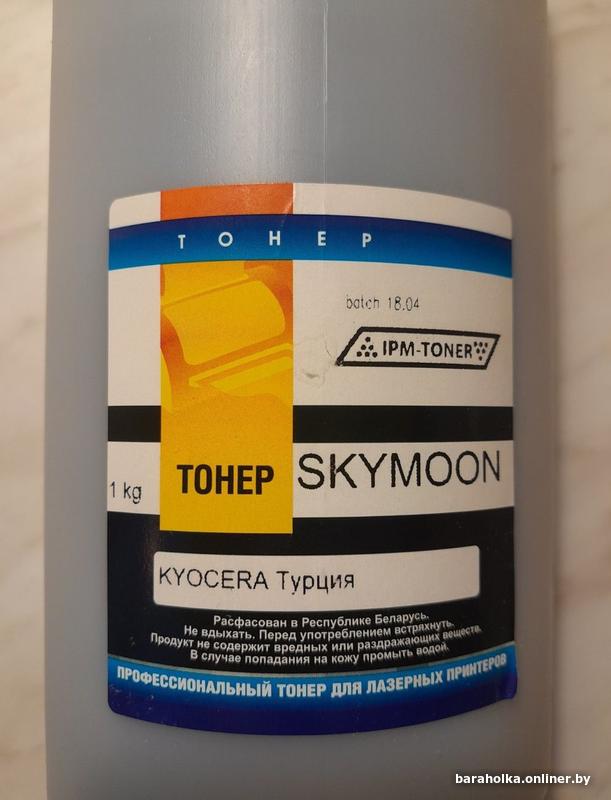 ТОНЕР
batch 18.04
IPM-TONER
1 kg
ТОНЕР
SKYMOON
KYOCERA Турция
Расфасован в Республике Беларусь.
Не вдыхать. Перед употреблением встряхнуть.
Продукт не содержит вредных или раздражающих веществ.
В случае попадания на кожу промыть водой.
ПРОФЕССИОНАЛЬНЫЙ ТОНЕР ДЛЯ ЛАЗЕРНЫХ ПРИНТЕРОВ
baraholka.onliner.by